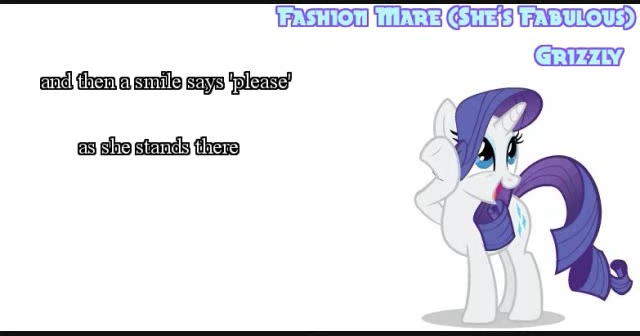 Fashion Mare (She's Fabulous)
Grizzly
and then a smile says 'please'
as she stands there